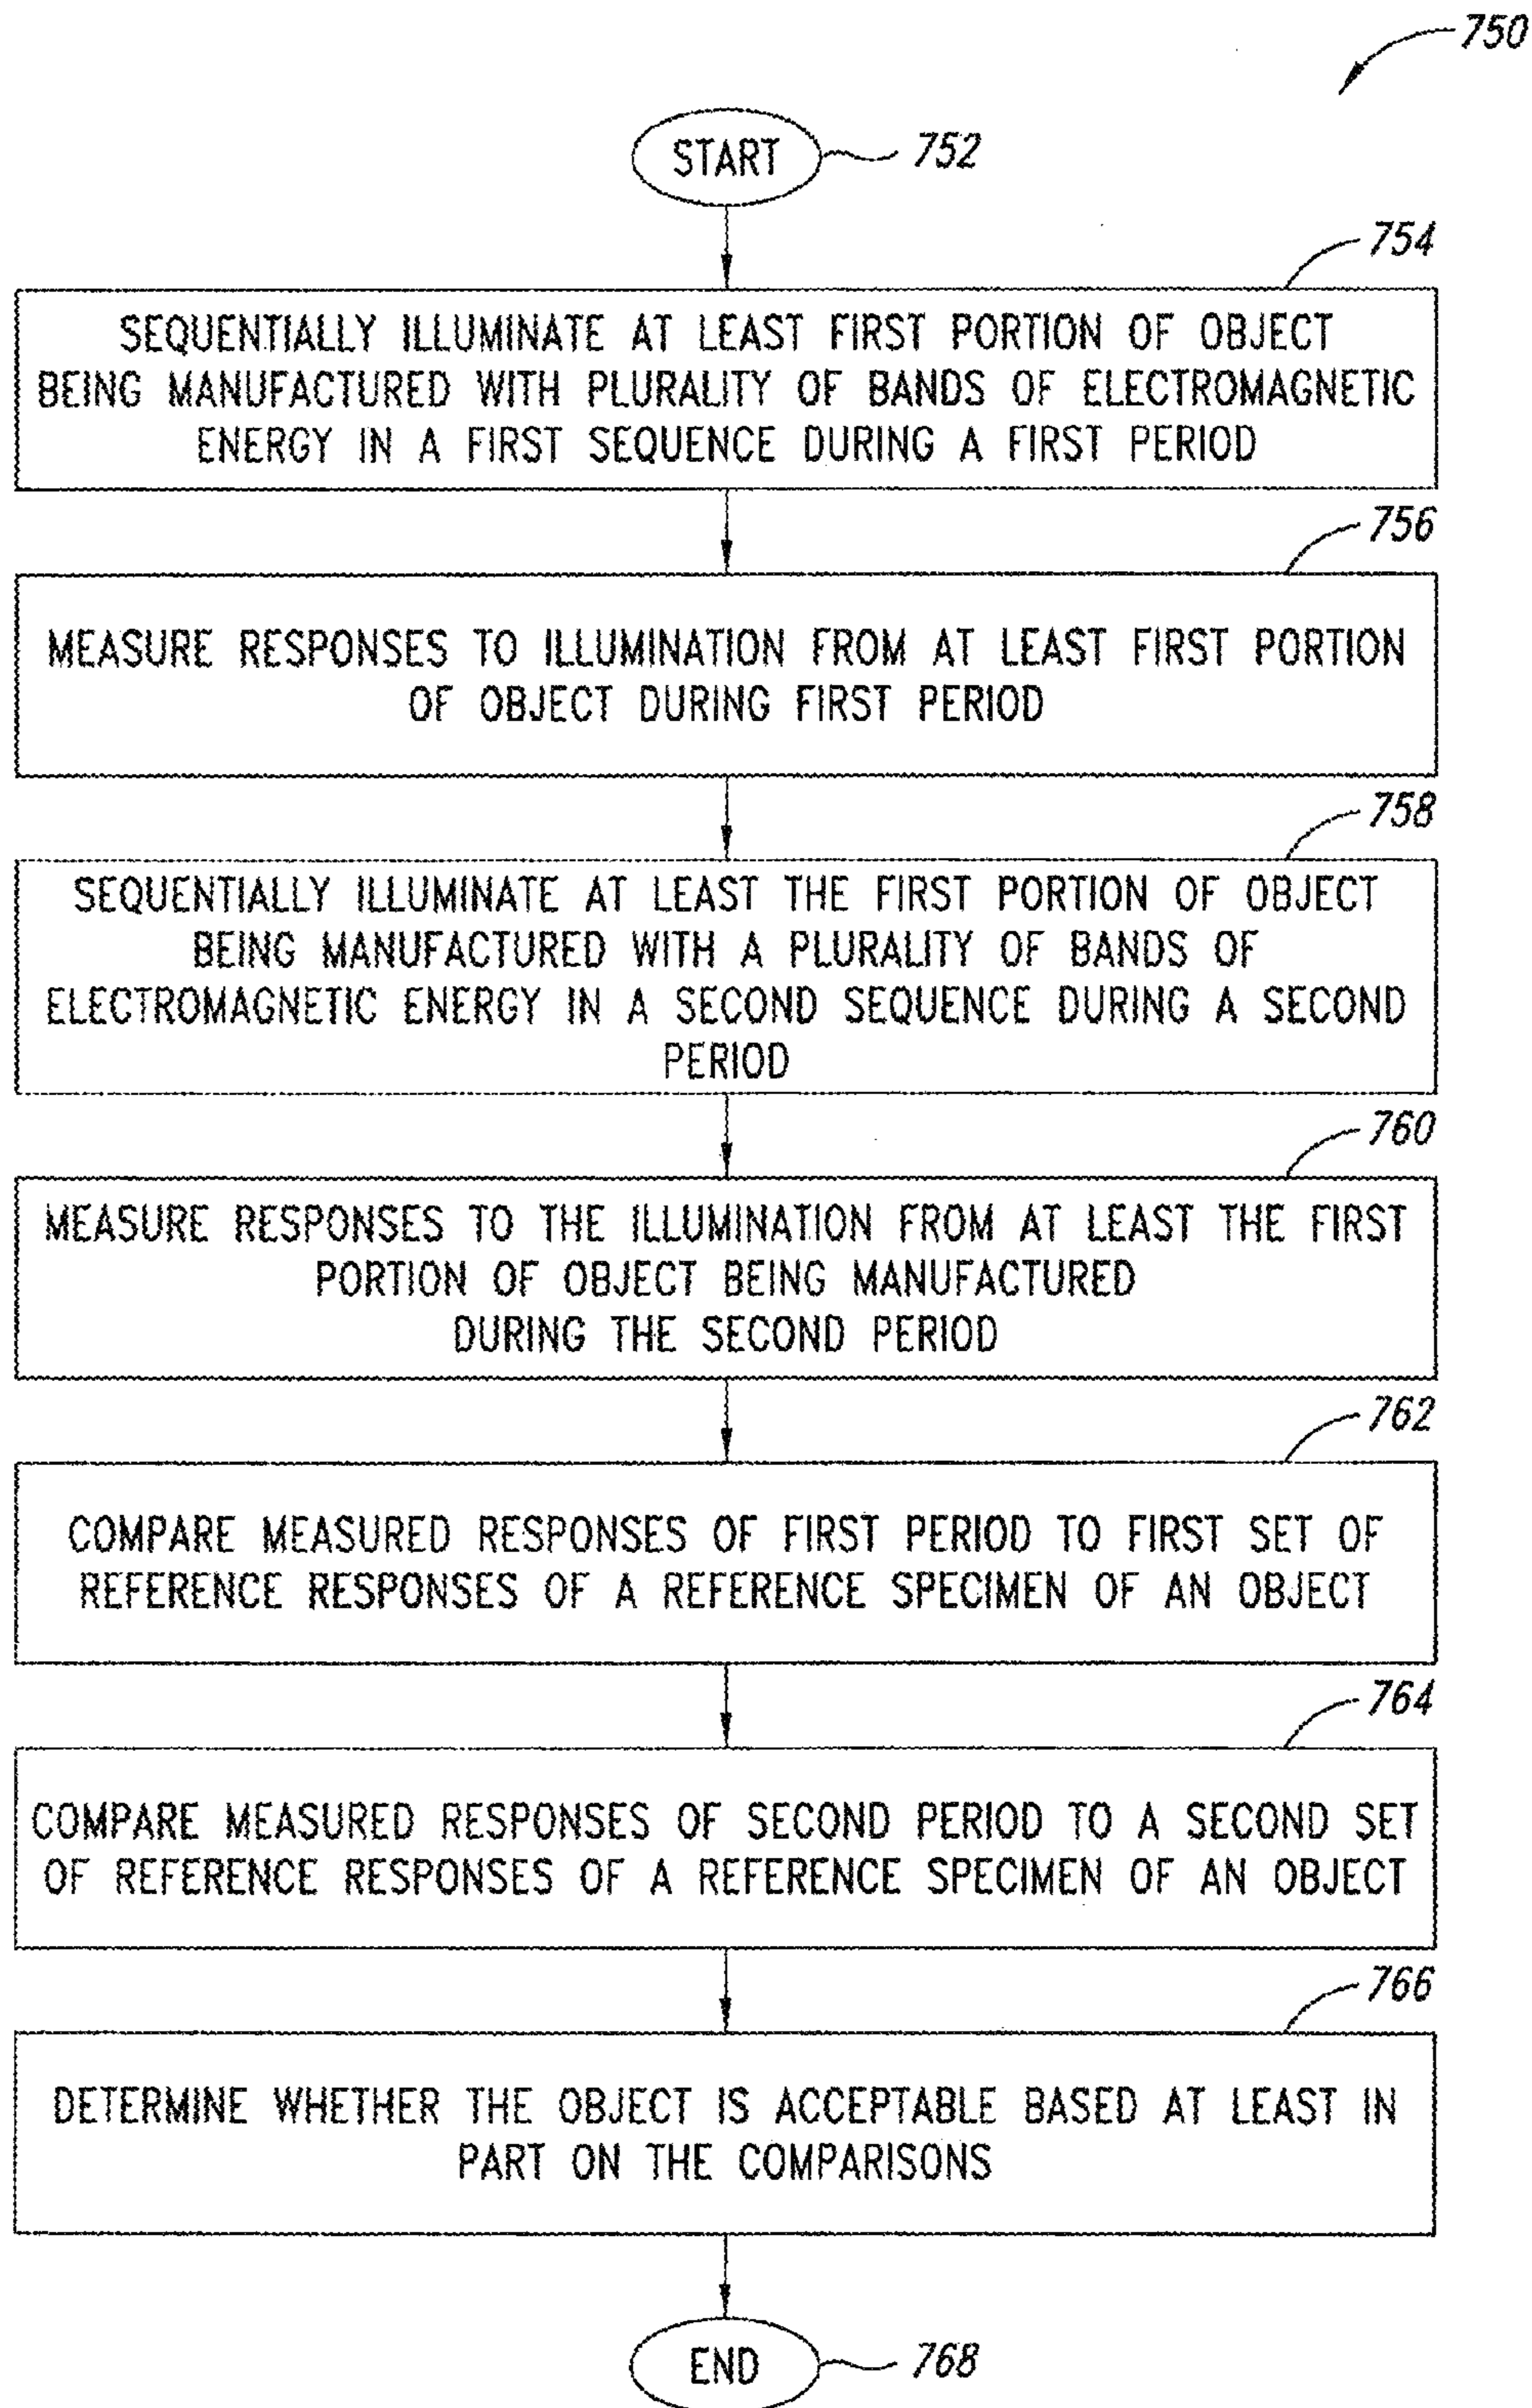 750
START
752
754
SEQUENTIALLY ILLUMINATE AT LEAST FIRST PORTION OF OBJECT
BEING MANUFACTURED WITH PLURALITY OF BANDS OF ELECTROMAGNETIC
ENERGY IN A FIRST SEQUENCE DURING A FIRST PERIOD
756
MEASURE RESPONSES TO ILLUMINATION FROM AT LEAST FIRST PORTION
OF OBJECT DURING FIRST PERIOD
758
SEQUENTIALLY ILLUMINATE AT LEAST THE FIRST PORTION OF OBJECT
BEING MANUFACTURED WITH A PLURALITY OF BANDS OF
ELECTROMAGNETIC ENERGY IN A SECOND SEQUENCE DURING A SECOND
PERIOD
760
MEASURE RESPONSES TO THE ILLUMINATION FROM AT LEAST THE FIRST
PORTION OF OBJECT BEING MANUFACTURED
DURING THE SECOND PERIOD
762
COMPARE MEASURED RESPONSES OF FIRST PERIOD TO FIRST SET OF
REFERENCE RESPONSES OF A REFERENCE SPECIMEN OF AN OBJECT
764
COMPARE MEASURED RESPONSES OF SECOND PERIOD TO A SECOND SET
OF REFERENCE RESPONSES OF A REFERENCE SPECIMEN OF AN OBJECT
766
DETERMINE WHETHER THE OBJECT IS ACCEPTABLE BASED AT LEAST IN
PART ON THE COMPARISONS
END
768